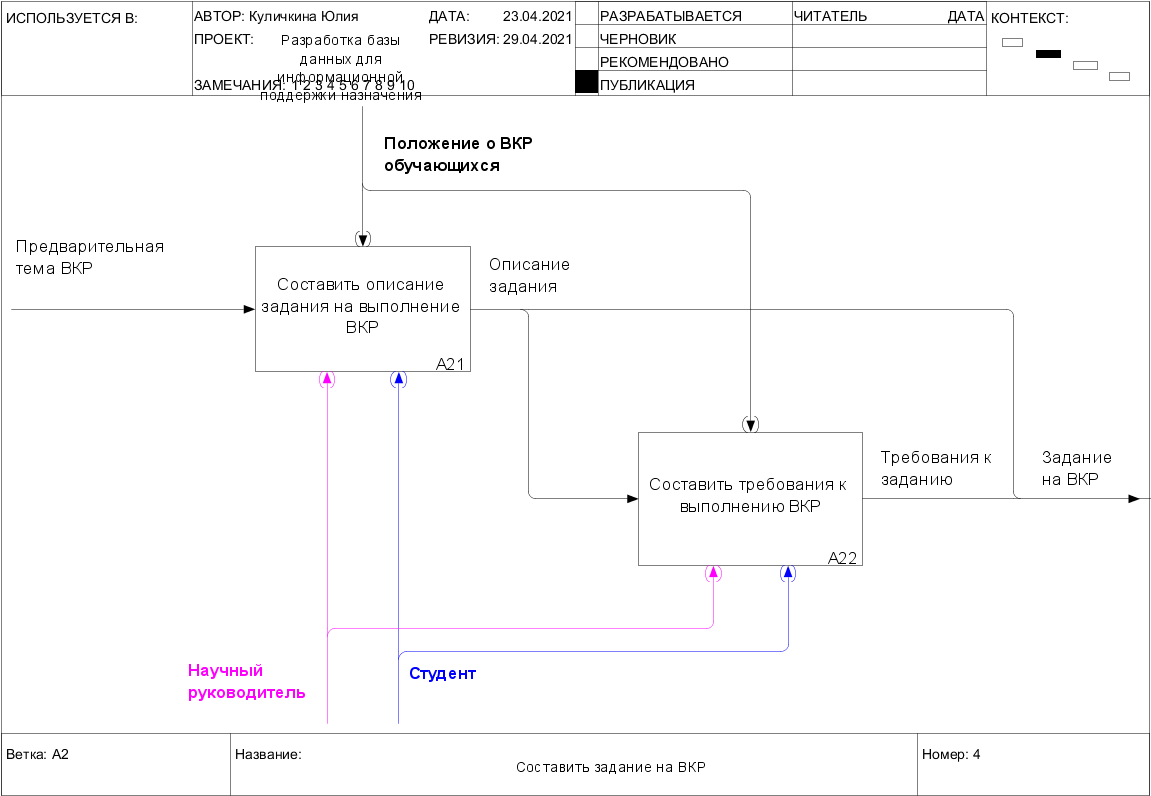 ИСПОЛЬЗУЕТСЯ В:
АВТОР: Куличкина Юлия
ДАТА: 23.04.2021
РАЗРАБАТЫВАЕТСЯ
ЧИТАТЕЛЬ
ДАТА
КОНТЕКСТ:
ПРОЕКТ:
Разработка базы
данных для
информационной
поддержки назначения
РЕВИЗИЯ: 29.04.2021
ЧЕРНОВИК
РЕКОМЕНДОВАНО
ЗАМЕЧАНИЯ: 1 2 3 4 5 6 7 8 9 10
ПУБЛИКАЦИЯ
Положение о ВКР
обучающихся
Предварительная
тема ВКР
Составить описание
задания на выполнение
ВКР
A21
Описание
задания
Составить требования к
выполнению ВКР
A22
Требования к
заданию
Задание
на ВКР
Научный
руководитель
Студент
Ветка: A2
Название:
Составить задание на ВКР
Номер: 4